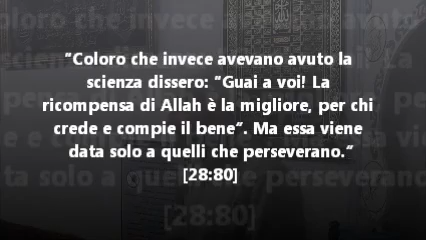 "Coloro che invece avevano avuto la
scienza dissero: "Guai a voi! La
ricompensa di Allah è la migliore, per chi
crede e compie il bene". Ma essa viene
data solo a quelli che perseverano."
[28:80]